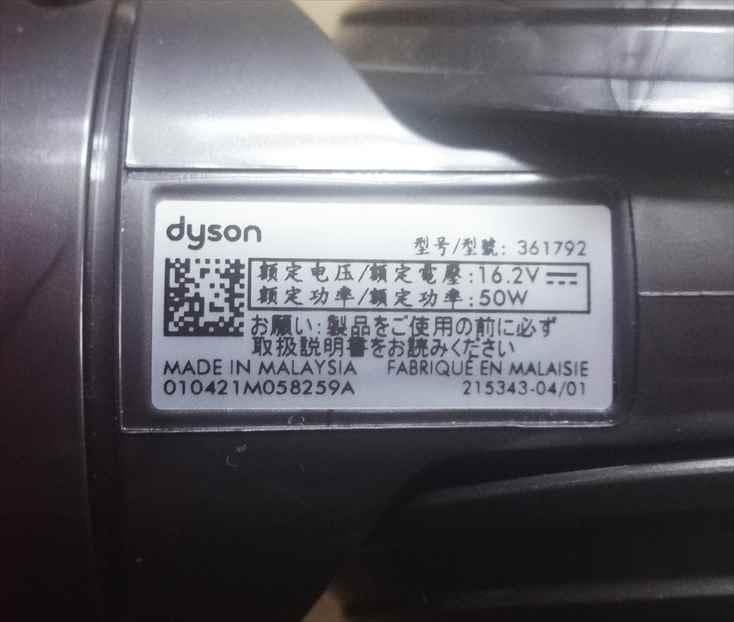 dyson
型号/型號: 361792
额定电压/額定電壓:16.2V
额定功率/額定功率:50W
お願い:製品をご使用の前に必ず
取扱説明書をお読みください
MADE IN MALAYSIA FABRIQUÉ EN MALAISIE
010421M058259A 215343-04/01